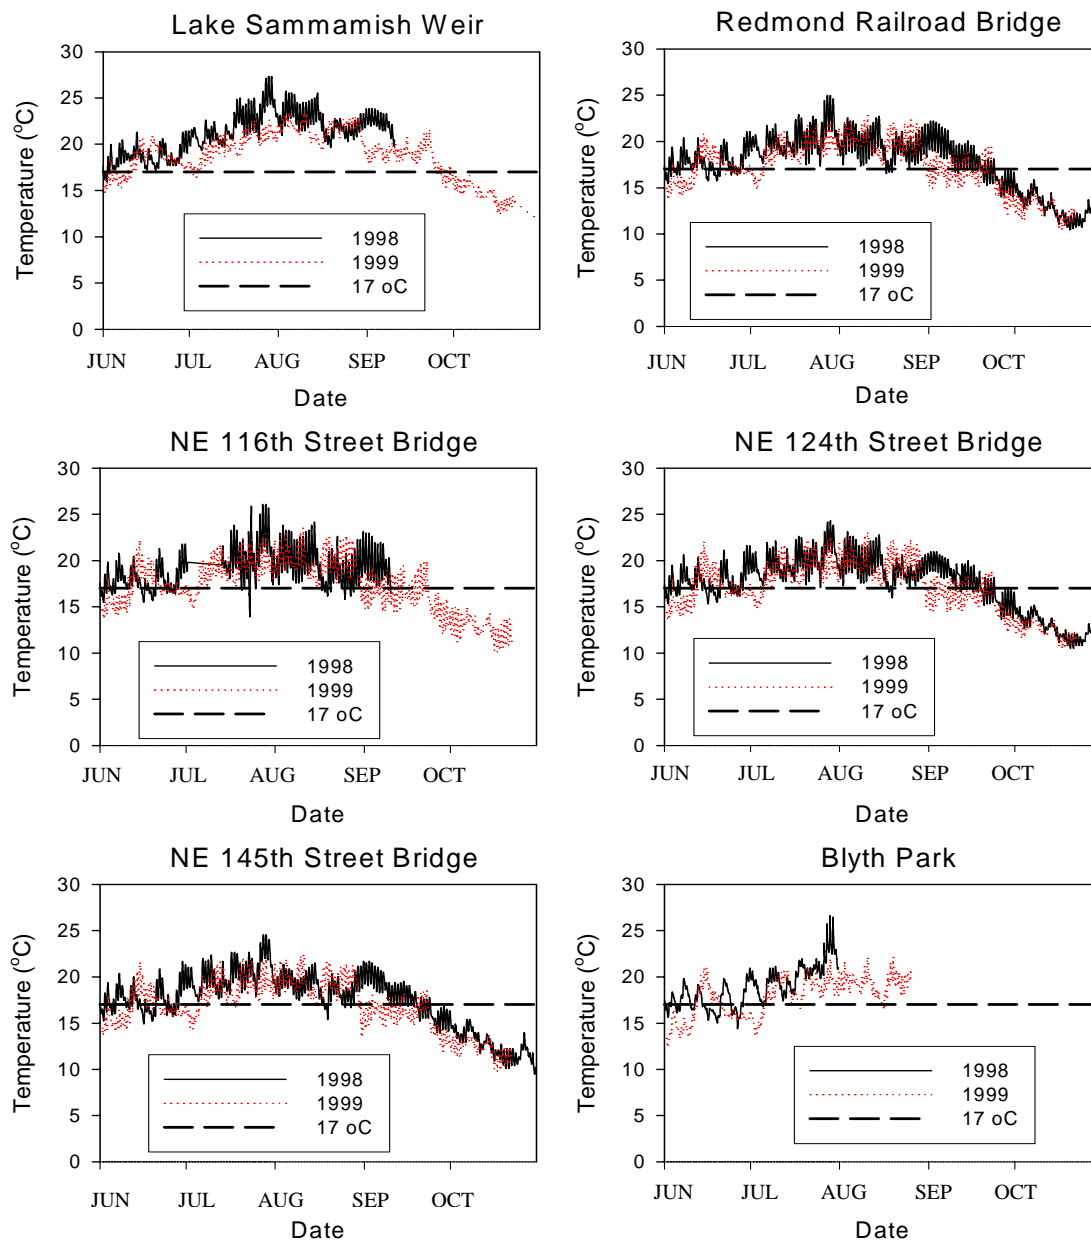 Lake Sammamish Weir
30
25
20
15
10
5
0
Temperature (oC)
1998
1999
17 oC
JUN JUL AUG SEP OCT
Date
Redmond Railroad Bridge
30
25
20
15
10
5
0
Temperature (oC)
1998
1999
17 oC
JUN JUL AUG SEP OCT
Date
NE 116th Street Bridge
30
25
20
15
10
5
0
Temperature (oC)
1998
1999
17 oC
JUN JUL AUG SEP OCT
Date
NE 124th Street Bridge
30
25
20
15
10
5
0
Temperature (oC)
1998
1999
17 oC
JUN JUL AUG SEP OCT
Date
NE 145th Street Bridge
30
25
20
15
10
5
0
Temperature (oC)
1998
1999
17 oC
JUN JUL AUG SEP OCT
Date
Blyth Park
30
25
20
15
10
5
0
Temperature (oC)
1998
1999
17 oC
JUN JUL AUG SEP OCT
Date